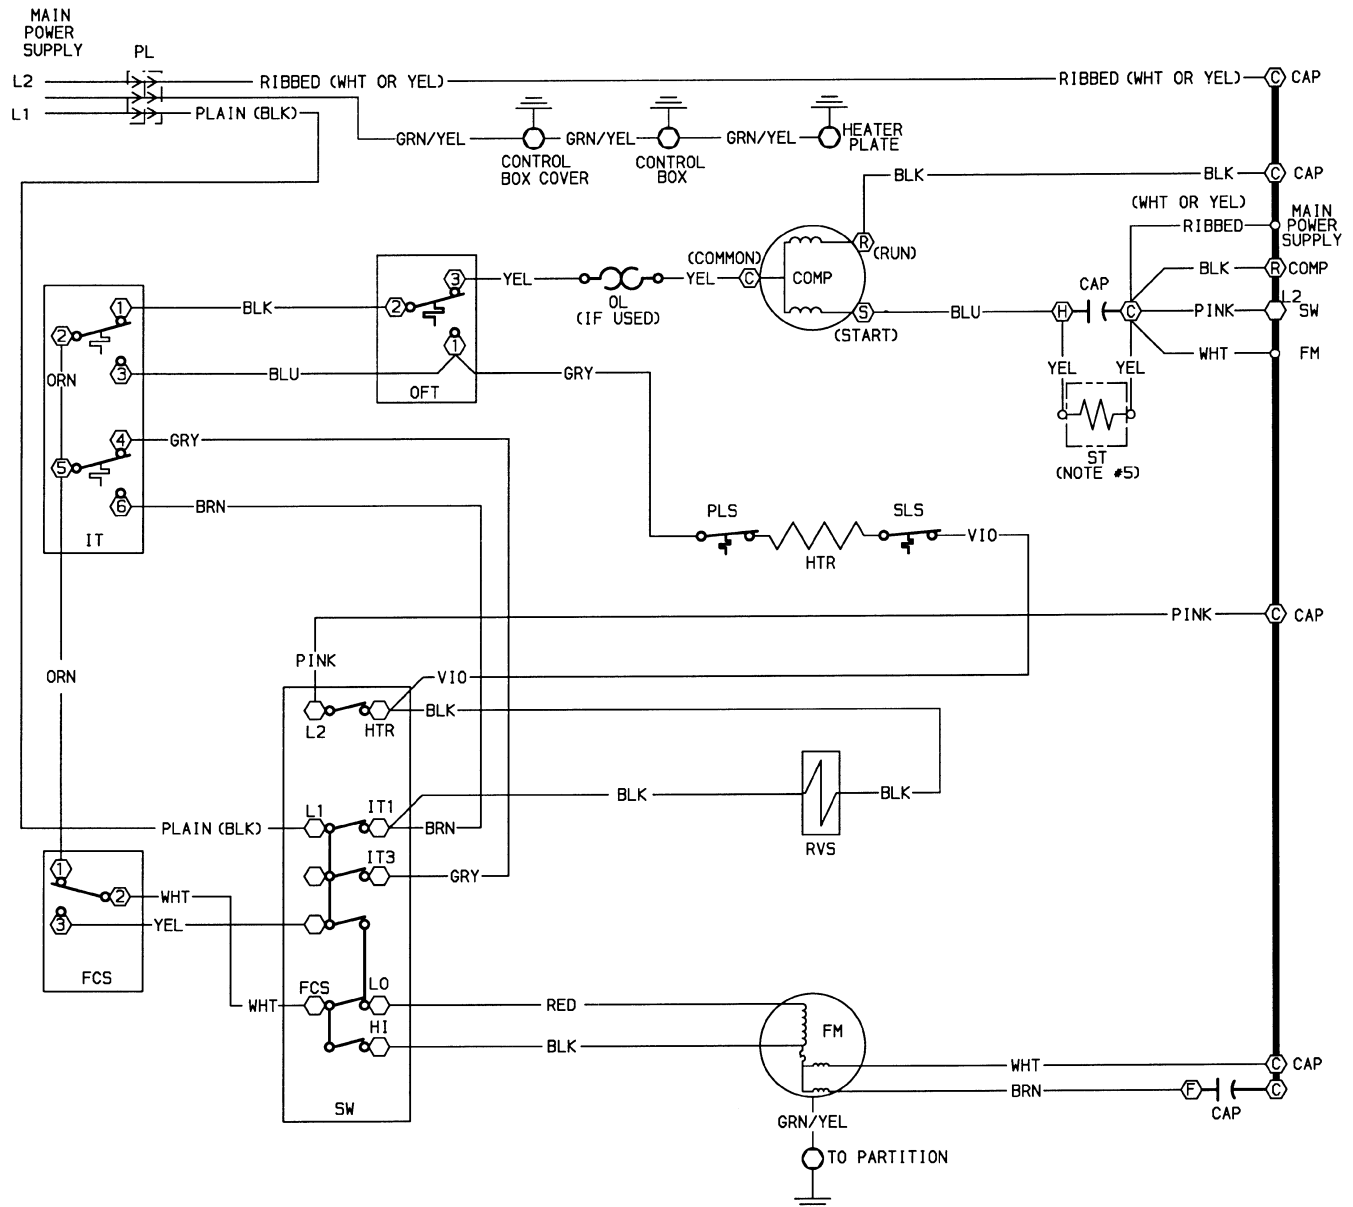 MAIN
POWER
SUPPLY
PL
L2
RIBBED (WHT OR YEL)
RIBBED (WHT OR YEL)
C
CAP
L1
PLAIN (BLK)
GRN/YEL
GRN/YEL
GRN/YEL
HEATER
PLATE
CONTROL
BOX COVER
CONTROL
BOX
BLK
BLK
C
CAP
(WHT OR YEL)
RIBBED
MAIN
POWER
SUPPLY
R
(RUN)
(COMMON)
C
COMP
S
(START)
3
YEL
OL
(IF USED)
YEL
BLU
H
CAP
C
BLK
R
COMP
PINK
L2
SW
WHT
FM
YEL
YEL
ST
(NOTE #5)
1
BLK
2
2
1
ORN
3
BLU
OFT
GRY
4
GRY
5
6
BRN
IT
PLS
SLS
HTR
VIO
PINK
C
CAP
PINK
ORN
VIO
L2
HTR
BLK
BLK
BLK
RVS
PLAIN (BLK)
L1
IT1
BRN
IT3
GRY
1
2
WHT
3
YEL
FCS
WHT
FCS
LO
RED
HI
BLK
SW
FM
WHT
C
CAP
BRN
F
CAP
C
GRN/YEL
TO PARTITION